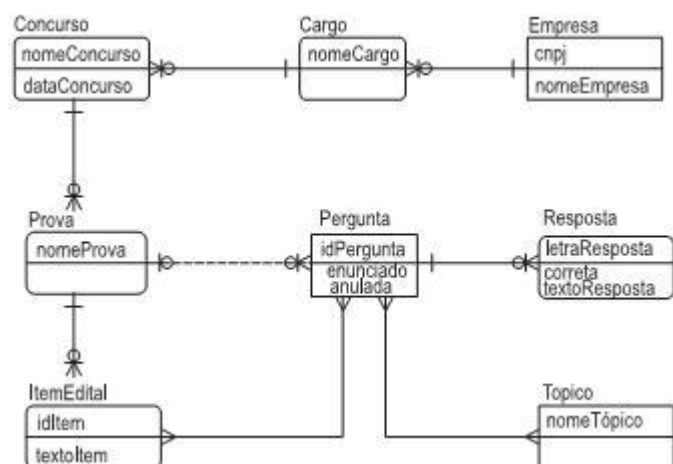 Concurso
nomeConcurso
dataConcurso
Cargo
nomeCargo
Empresa
cnpj
nomeEmpresa
Prova
nomeProva
Pergunta
idPergunta
enunciado
anulada
Resposta
letraResposta
correta
textoResposta
ItemEdital
idItem
textoItem
Topico
nomeTópico